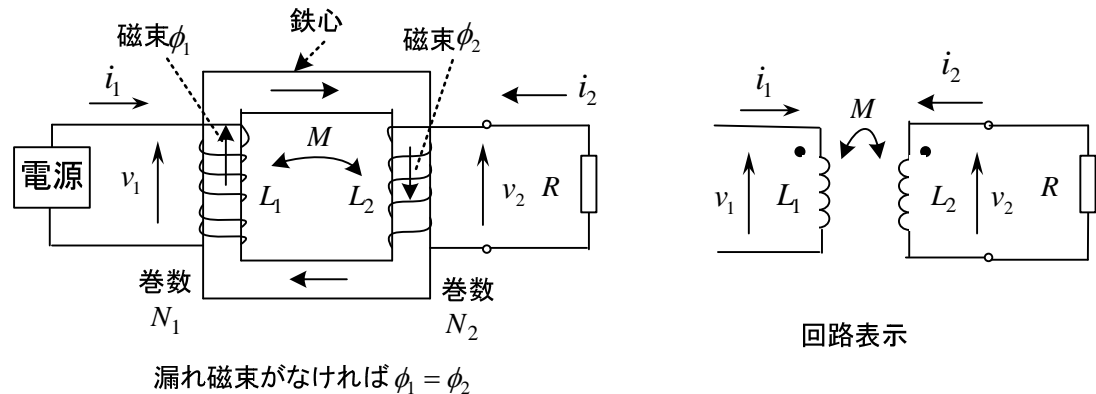 鉄心
磁束ϕ₁
磁束ϕ₂
i₁
i₂
電源
v₁
L₁
M
L₂
v₂
R
巻数
N₁
巻数
N₂
漏れ磁束がなければ ϕ₁ = ϕ₂
i₁
i₂
M
v₁
L₁
L₂
v₂
R
回路表示